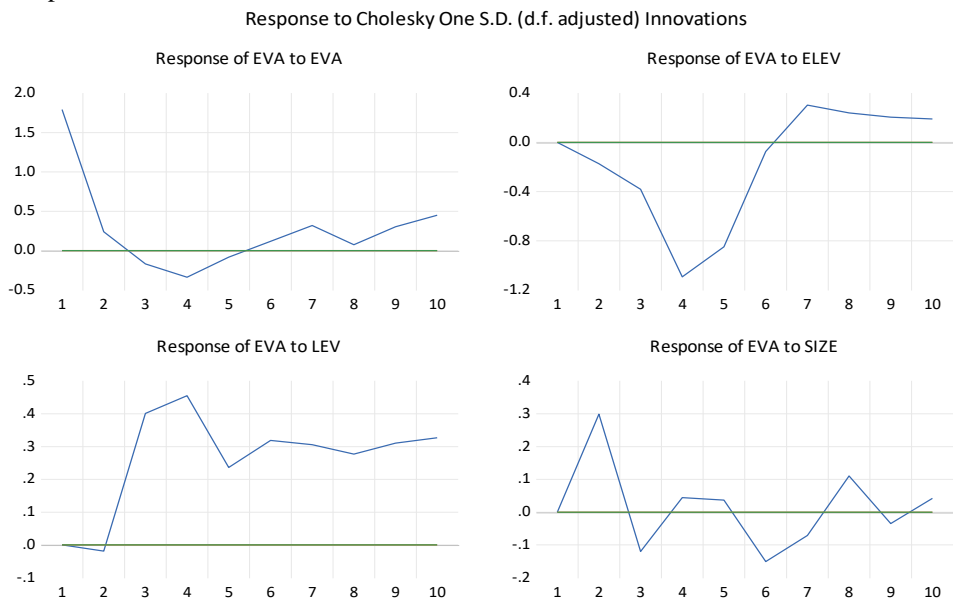 Response to Cholesky One S.D. (d.f. adjusted) Innovations
Response of EVA to EVA
2.0
1.5
1.0
0.5
0.0
-0.5
1 2 3 4 5 6 7 8 9 10
Response of EVA to ELEV
0.4
0.0
-0.4
-0.8
-1.2
1 2 3 4 5 6 7 8 9 10
Response of EVA to LEV
.5
.4
.3
.2
.1
.0
-.1
1 2 3 4 5 6 7 8 9 10
Response of EVA to SIZE
.4
.3
.2
.1
.0
-.1
-.2
1 2 3 4 5 6 7 8 9 10